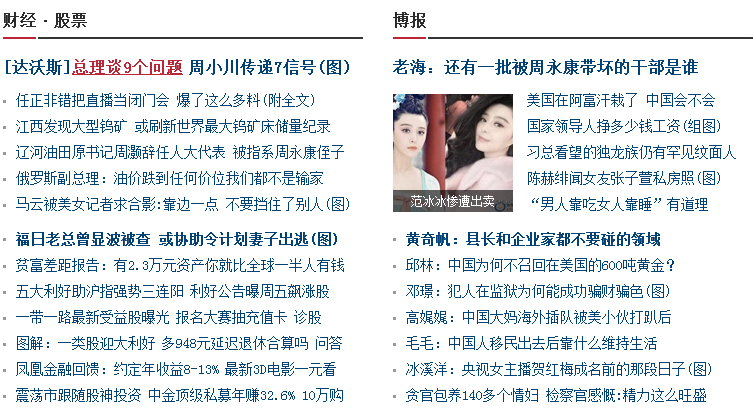 财经 · 股票
[达沃斯]总理谈9个问题 周小川传递7信号(图)
任正非错把直播当闭门会 爆了这么多料(附全文)
江西发现大型钨矿 或刷新世界最大钨矿床储量纪录
辽河油田原书记周灏辞任人大代表 被指系周永康侄子
俄罗斯副总理：油价跌到任何价位我们都不是输家
马云被美女记者求合影:靠边一点 不要挡住了别人(图)
福日老总曾显波被查 或协助令计划妻子出逃(图)
贫富差距报告：有2.3万元资产你就比全球一半人有钱
五大利好助沪指强势三连阳 利好公告曝周五飙涨股
一带一路最新受益股曝光 报名大赛抽充值卡 诊股
图解：一类股迎大利好 多948元延迟退休合算吗 问答
凤凰金融回馈：约定年收益8-13% 最新3D电影一元看
震荡市跟随股神投资 中金顶级私募年赚32.6% 10万购
博报
老海：还有一批被周永康带坏的干部是谁
范冰冰惨遭出卖
美国在阿富汗栽了 中国会不会
国家领导人挣多少钱工资(组图)
习总看望的独龙族仍有罕见纹面人
陈赫绯闻女友张子萱私房照(图)
“男人靠吃女人靠睡”有道理
黄奇帆：县长和企业家都不要碰的领域
邱林：中国为何不召回在美国的600吨黄金？
邓璟：犯人在监狱为何能成功骗财骗色(图)
高娓娓：中国大妈海外插队被美小伙打趴后
毛毛：中国人移民出去后靠什么维持生活
冰溪洋：央视女主播贺红梅成名前的那段日子(图)
贪官包养140多个情妇 检察官感慨:精力这么旺盛